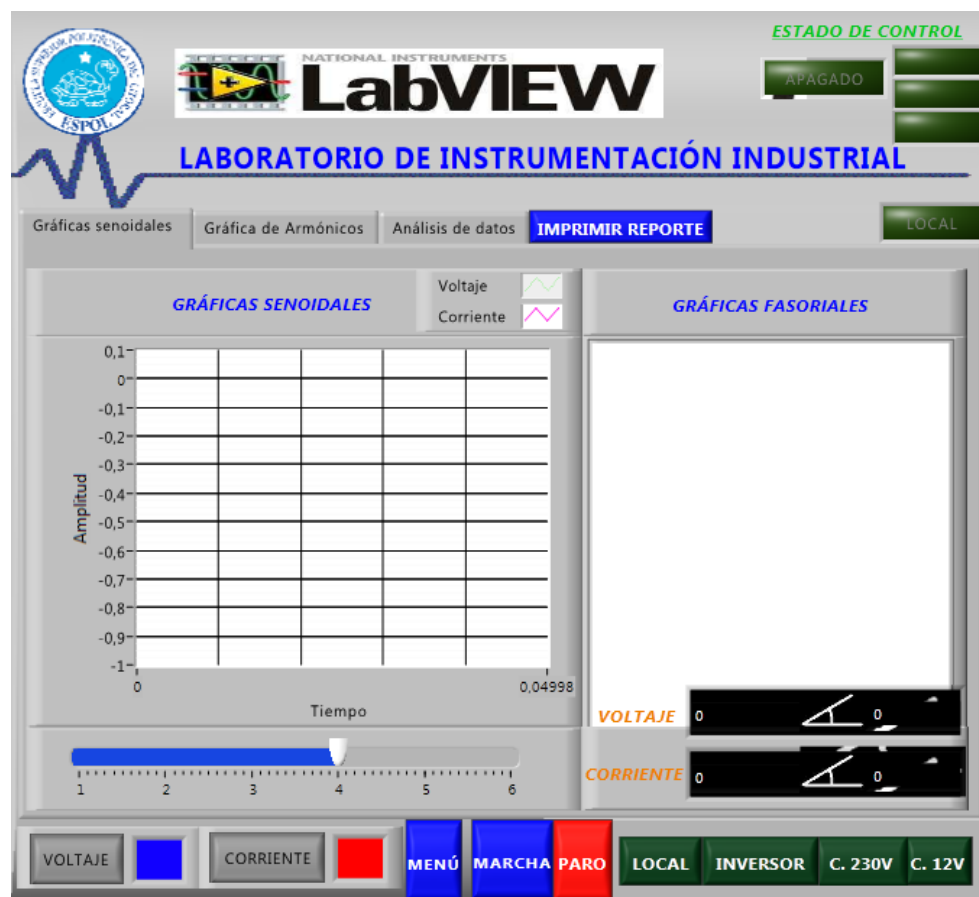 ESTADO DE CONTROL
NATIONAL INSTRUMENTS
LabVIEW
APAGADO
ESPOL
LABORATORIO DE INSTRUMENTACIÓN INDUSTRIAL
Gráficas senoidales
Gráfica de Armónicos
Análisis de datos
IMPRIMIR REPORTE
LOCAL
GRÁFICAS SENOIDALES
Voltaje
Corriente
GRÁFICAS FASORIALES
0,1
0
-0,1
-0,2
-0,3
-0,4
-0,5
-0,6
-0,7
-0,8
-0,9
-1
Amplitud
0
0,04998
Tiempo
VOLTAJE 0 0
1 2 3 4 5 6
CORRIENTE 0 0
VOLTAJE
CORRIENTE
MENÚ
MARCHA
PARO
LOCAL
INVERSOR
C. 230V
C. 12V